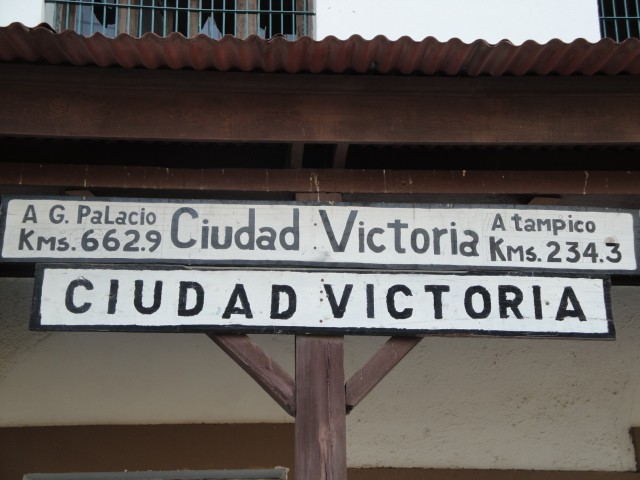 A G. PaLacio Ciudad Victoria A tampico
Kms. 662.9 Kms. 234.3
CIUDAD VICTORIA